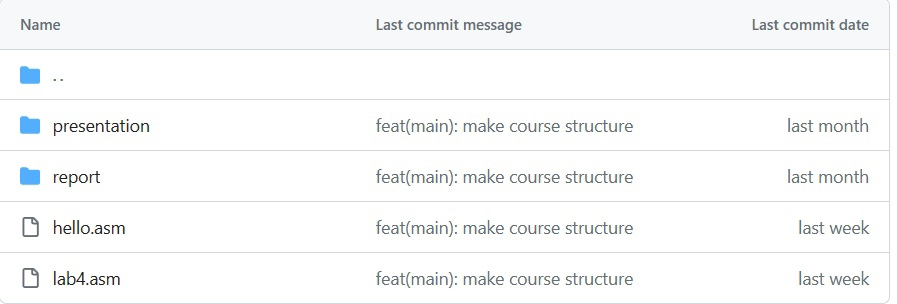 Name Last commit message Last commit date
..
presentation feat(main): make course structure last month
report feat(main): make course structure last month
hello.asm feat(main): make course structure last week
lab4.asm feat(main): make course structure last week